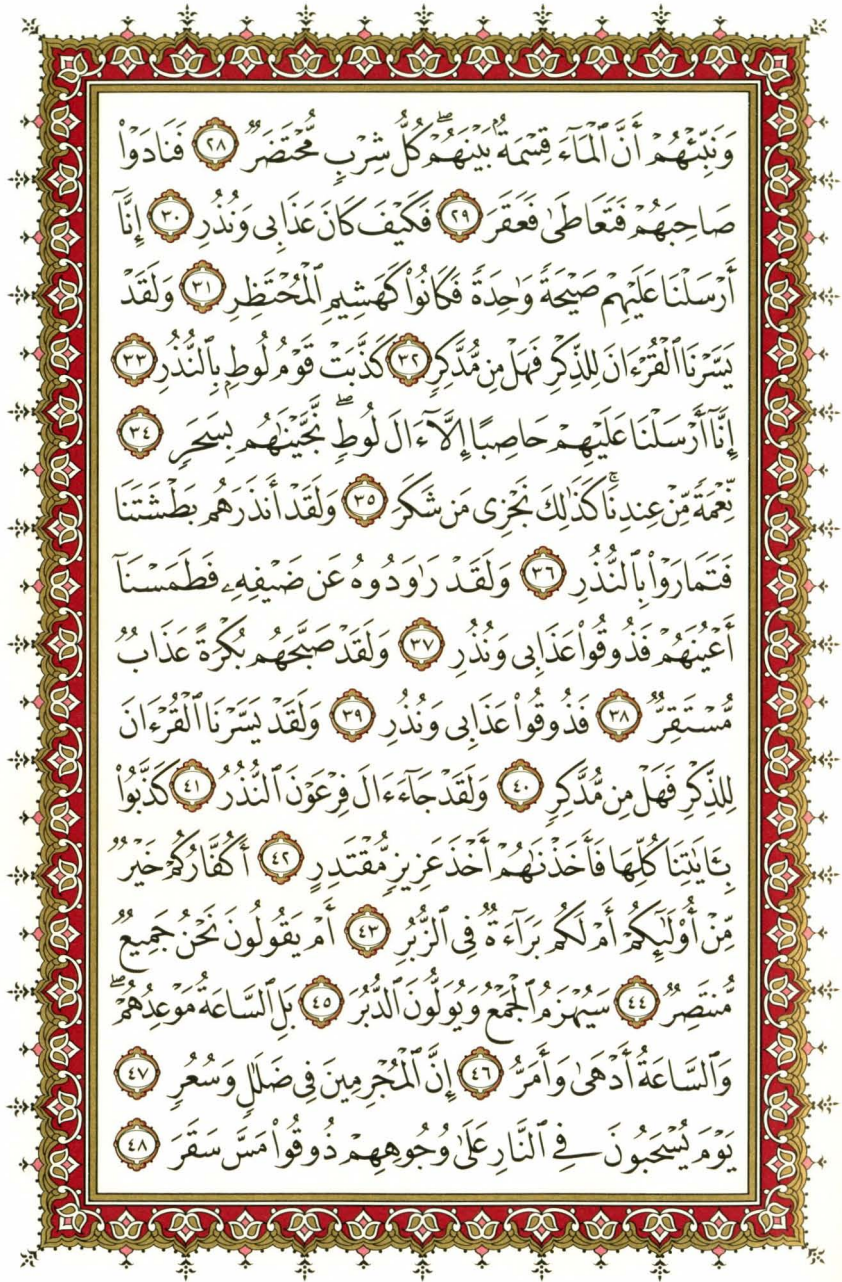 وَنَبِّئْهُمْ أَنَّ ٱلْمَآءَ قِسْمَةٌۢ بَيْنَهُمْ ۖ كُلُّ شِرْبٍ مُّحْتَضَرٌ ٢٨ فَنَادَوْا۟
صَاحِبَهُمْ فَتَعَاطَىٰ فَعَقَرَ ٢٩ فَكَيْفَ كَانَ عَذَابِى وَنُذُرِ ٣٠ إِنَّآ
أَرْسَلْنَا عَلَيْهِمْ صَيْحَةً وَٰحِدَةً فَكَانُوا۟ كَهَشِيمِ ٱلْمُحْتَظِرِ ٣١ وَلَقَدْ
يَسَّرْنَا ٱلْقُرْءَانَ لِلذِّكْرِ فَهَلْ مِن مُّدَّكِرٍ ٣٢ كَذَّبَتْ قَوْمُ لُوطٍۭ بِٱلنُّذُرِ ٣٣
إِنَّآ أَرْسَلْنَا عَلَيْهِمْ حَاصِبًا إِلَّآ ءَالَ لُوطٍ ۖ نَّجَّيْنَٰهُم بِسَحَرٍ ٣٤
نِّعْمَةً مِّنْ عِندِنَا ۚ كَذَٰلِكَ نَجْزِى مَن شَكَرَ ٣٥ وَلَقَدْ أَنذَرَهُم بَطْشَتَنَا
فَتَمَارَوْا۟ بِٱلنُّذُرِ ٣٦ وَلَقَدْ رَٰوَدُوهُ عَن ضَيْفِهِۦ فَطَمَسْنَآ
أَعْيُنَهُمْ فَذُوقُوا۟ عَذَابِى وَنُذُرِ ٣٧ وَلَقَدْ صَبَّحَهُم بُكْرَةً عَذَابٌ
مُّسْتَقِرٌّ ٣٨ فَذُوقُوا۟ عَذَابِى وَنُذُرِ ٣٩ وَلَقَدْ يَسَّرْنَا ٱلْقُرْءَانَ
لِلذِّكْرِ فَهَلْ مِن مُّدَّكِرٍ ٤٠ وَلَقَدْ جَآءَ ءَالَ فِرْعَوْنَ ٱلنُّذُرُ ٤١ كَذَّبُوا۟
بِـَٔايَٰتِنَا كُلِّهَا فَأَخَذْنَٰهُمْ أَخْذَ عَزِيزٍ مُّقْتَدِرٍ ٤٢ أَكُفَّارُكُمْ خَيْرٌ
مِّنْ أُو۟لَٰٓئِكُمْ أَمْ لَكُم بَرَآءَةٌ فِى ٱلزُّبُرِ ٤٣ أَمْ يَقُولُونَ نَحْنُ جَمِيعٌ
مُّنتَصِرٌ ٤٤ سَيُهْزَمُ ٱلْجَمْعُ وَيُوَلُّونَ ٱلدُّبُرَ ٤٥ بَلِ ٱلسَّاعَةُ مَوْعِدُهُمْ ۖ
وَٱلسَّاعَةُ أَدْهَىٰ وَأَمَرُّ ٤٦ إِنَّ ٱلْمُجْرِمِينَ فِى ضَلَٰلٍ وَسُعُرٍ ٤٧
يَوْمَ يُسْحَبُونَ فِى ٱلنَّارِ عَلَىٰ وُجُوهِهِمْ ذُوقُوا۟ مَسَّ سَقَرَ ٤٨